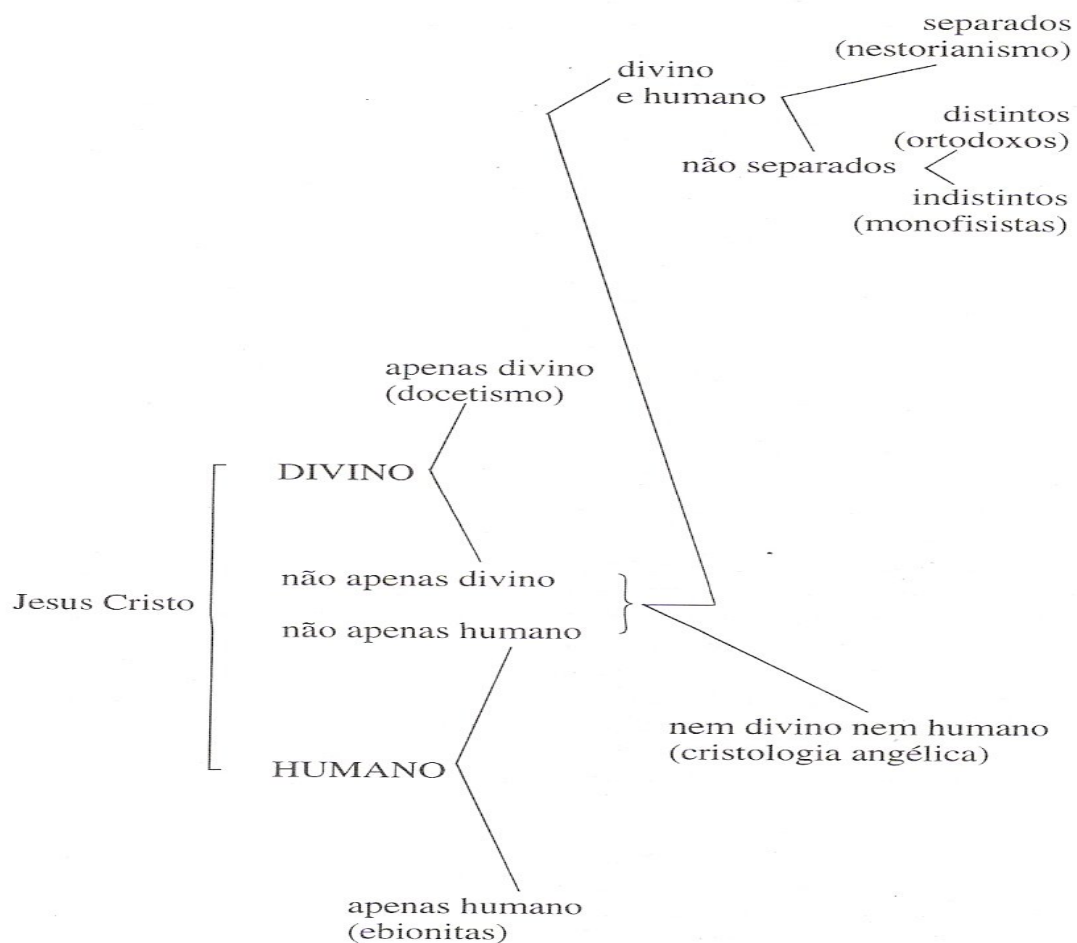 separados
(nestorianismo)
divino
e humano
distintos
(ortodoxos)
não separados
indistintos
(monofisistas)
apenas divino
(docetismo)
DIVINO
não apenas divino
Jesus Cristo
não apenas humano
nem divino nem humano
(cristologia angélica)
HUMANO
apenas humano
(ebionitas)